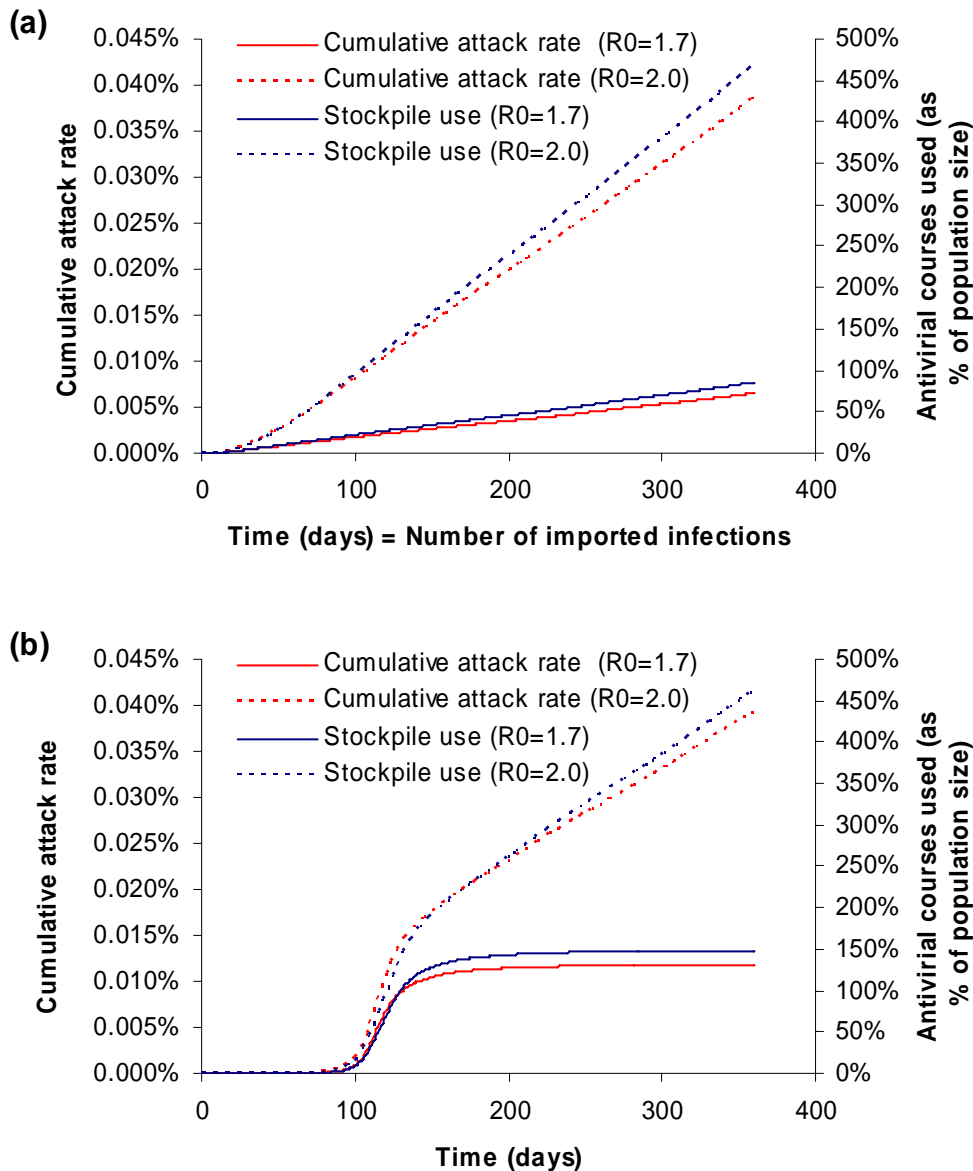 (a)
0.045%
0.040%
0.035%
0.030%
0.025%
0.020%
0.015%
0.010%
0.005%
0.000%
Cumulative attack rate
Cumulative attack rate (R0=1.7)
Cumulative attack rate (R0=2.0)
Stockpile use (R0=1.7)
Stockpile use (R0=2.0)
500%
450%
400%
350%
300%
250%
200%
150%
100%
50%
0%
Antivirial courses used (as
% of population size)
0 100 200 300 400
Time (days) = Number of imported infections
(b)
0.045%
0.040%
0.035%
0.030%
0.025%
0.020%
0.015%
0.010%
0.005%
0.000%
Cumulative attack rate
Cumulative attack rate (R0=1.7)
Cumulative attack rate (R0=2.0)
Stockpile use (R0=1.7)
Stockpile use (R0=2.0)
500%
450%
400%
350%
300%
250%
200%
150%
100%
50%
0%
Antivirial courses used (as
% of population size)
0 100 200 300 400
Time (days)